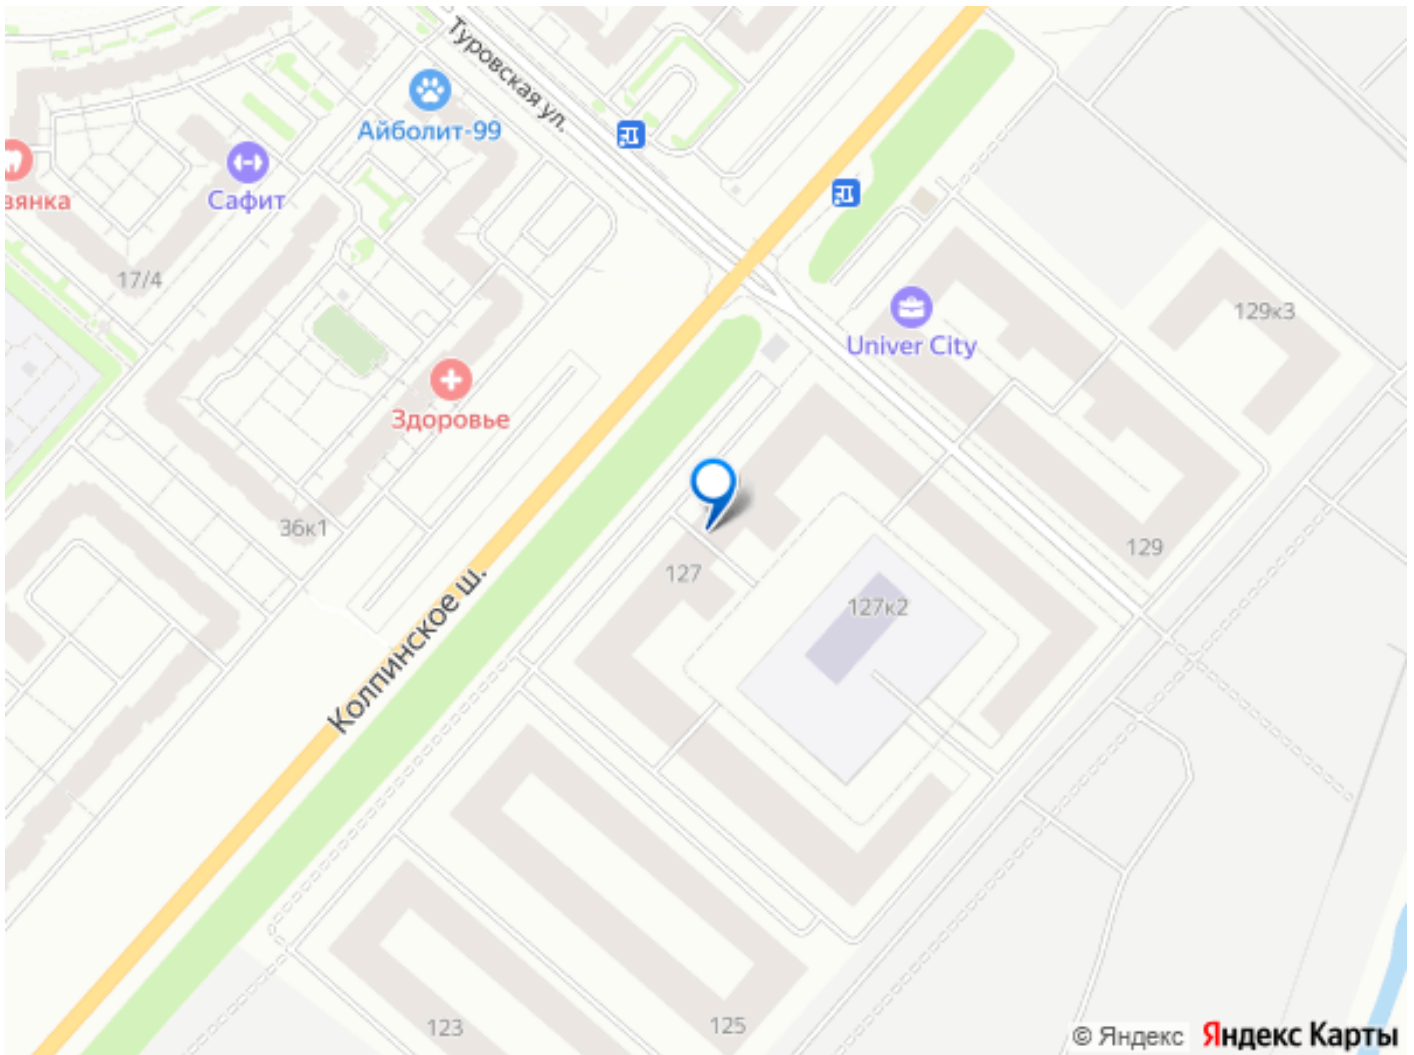 Туровская ул.
Айболит-99
вянка
Сафит
17/4
129к3
Univer City
Здоровье
36к1
129
127
127к2
Колпинское ш.
123
125
© Яндекс Яндекс Карты